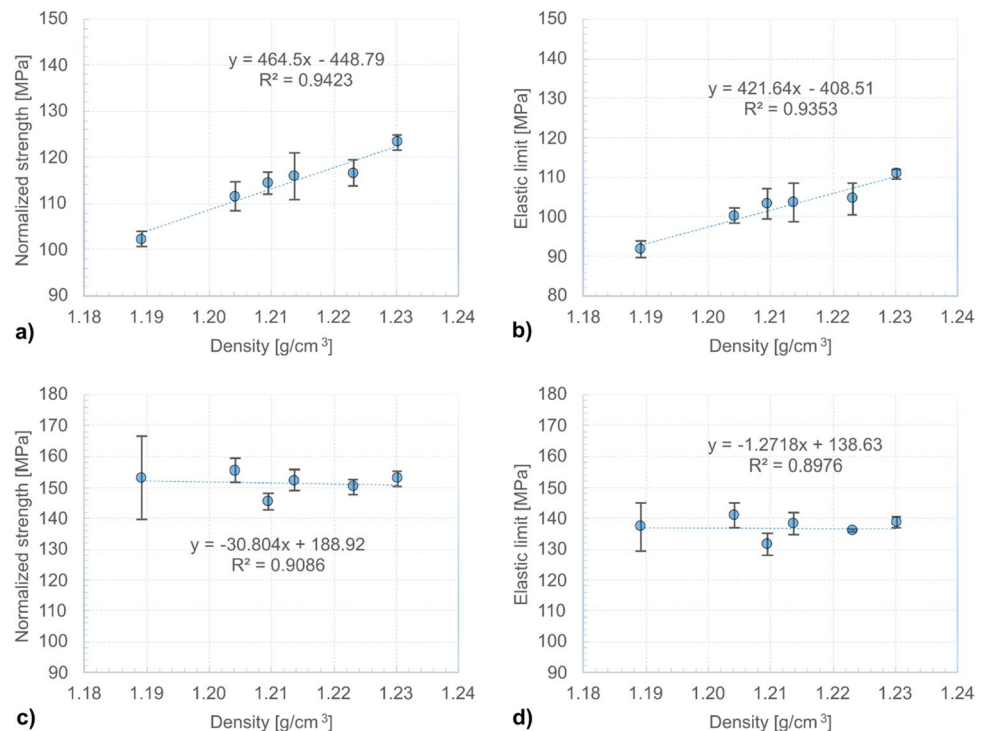 150
140
130
120
110
100
90
Normalized strength [MPa]
y = 464.5x - 448.79
R² = 0.9423
1.18 1.19 1.20 1.21 1.22 1.23 1.24
Density [g/cm³]
a)
150
140
130
120
110
100
90
80
Elastic limit [MPa]
y = 421.64x - 408.51
R² = 0.9353
1.18 1.19 1.20 1.21 1.22 1.23 1.24
Density [g/cm³]
b)
180
170
160
150
140
130
120
110
100
90
Normalized strength [MPa]
y = -30.804x + 188.92
R² = 0.9086
1.18 1.19 1.20 1.21 1.22 1.23 1.24
Density [g/cm³]
c)
180
170
160
150
140
130
120
110
100
90
Elastic limit [MPa]
y = -1.2718x + 138.63
R² = 0.8976
1.18 1.19 1.20 1.21 1.22 1.23 1.24
Density [g/cm³]
d)